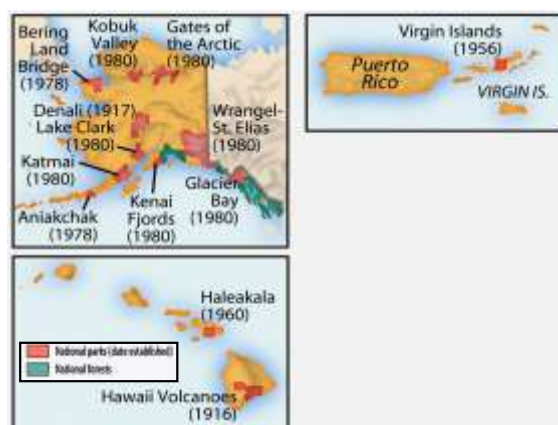 Bering
Land
Bridge
(1978)
Kobuk
Valley
(1980)
Gates of
the Arctic
(1980)
Denali (1917)
Lake Clark
(1980)
Wrangel-
St. Elias
(1980)
Katmai
(1980)
Glacier
Bay
(1980)
Aniakchak
(1978)
Kenai
Fjords
(1980)
Virgin Islands
(1956)
Puerto
Rico
VIRGIN IS.
Haleakala
(1960)
National parks (date established)
National forests
Hawaii Volcanoes
(1916)